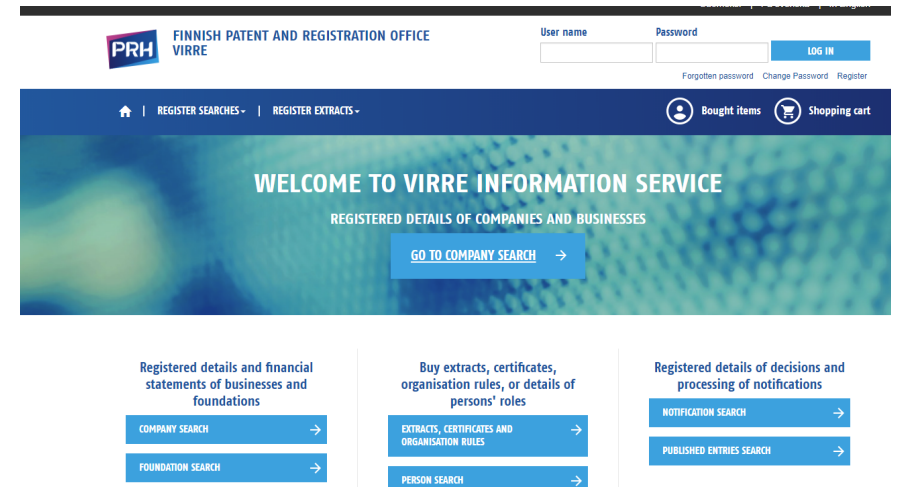 FINNISH PATENT AND REGISTRATION OFFICE
VIRRE
PRH
User name
Password
LOG IN
Forgotten password Change Password Register
| REGISTER SEARCHES | REGISTER EXTRACTS
Bought items
Shopping cart
WELCOME TO VIRRE INFORMATION SERVICE
REGISTERED DETAILS OF COMPANIES AND BUSINESSES
GO TO COMPANY SEARCH →
Registered details and financial
statements of businesses and
foundations
COMPANY SEARCH →
FOUNDATION SEARCH →
Buy extracts, certificates,
organisation rules, or details of
persons' roles
EXTRACTS, CERTIFICATES AND
ORGANISATION RULES →
PERSON SEARCH →
Registered details of decisions and
processing of notifications
NOTIFICATION SEARCH →
PUBLISHED ENTRIES SEARCH →